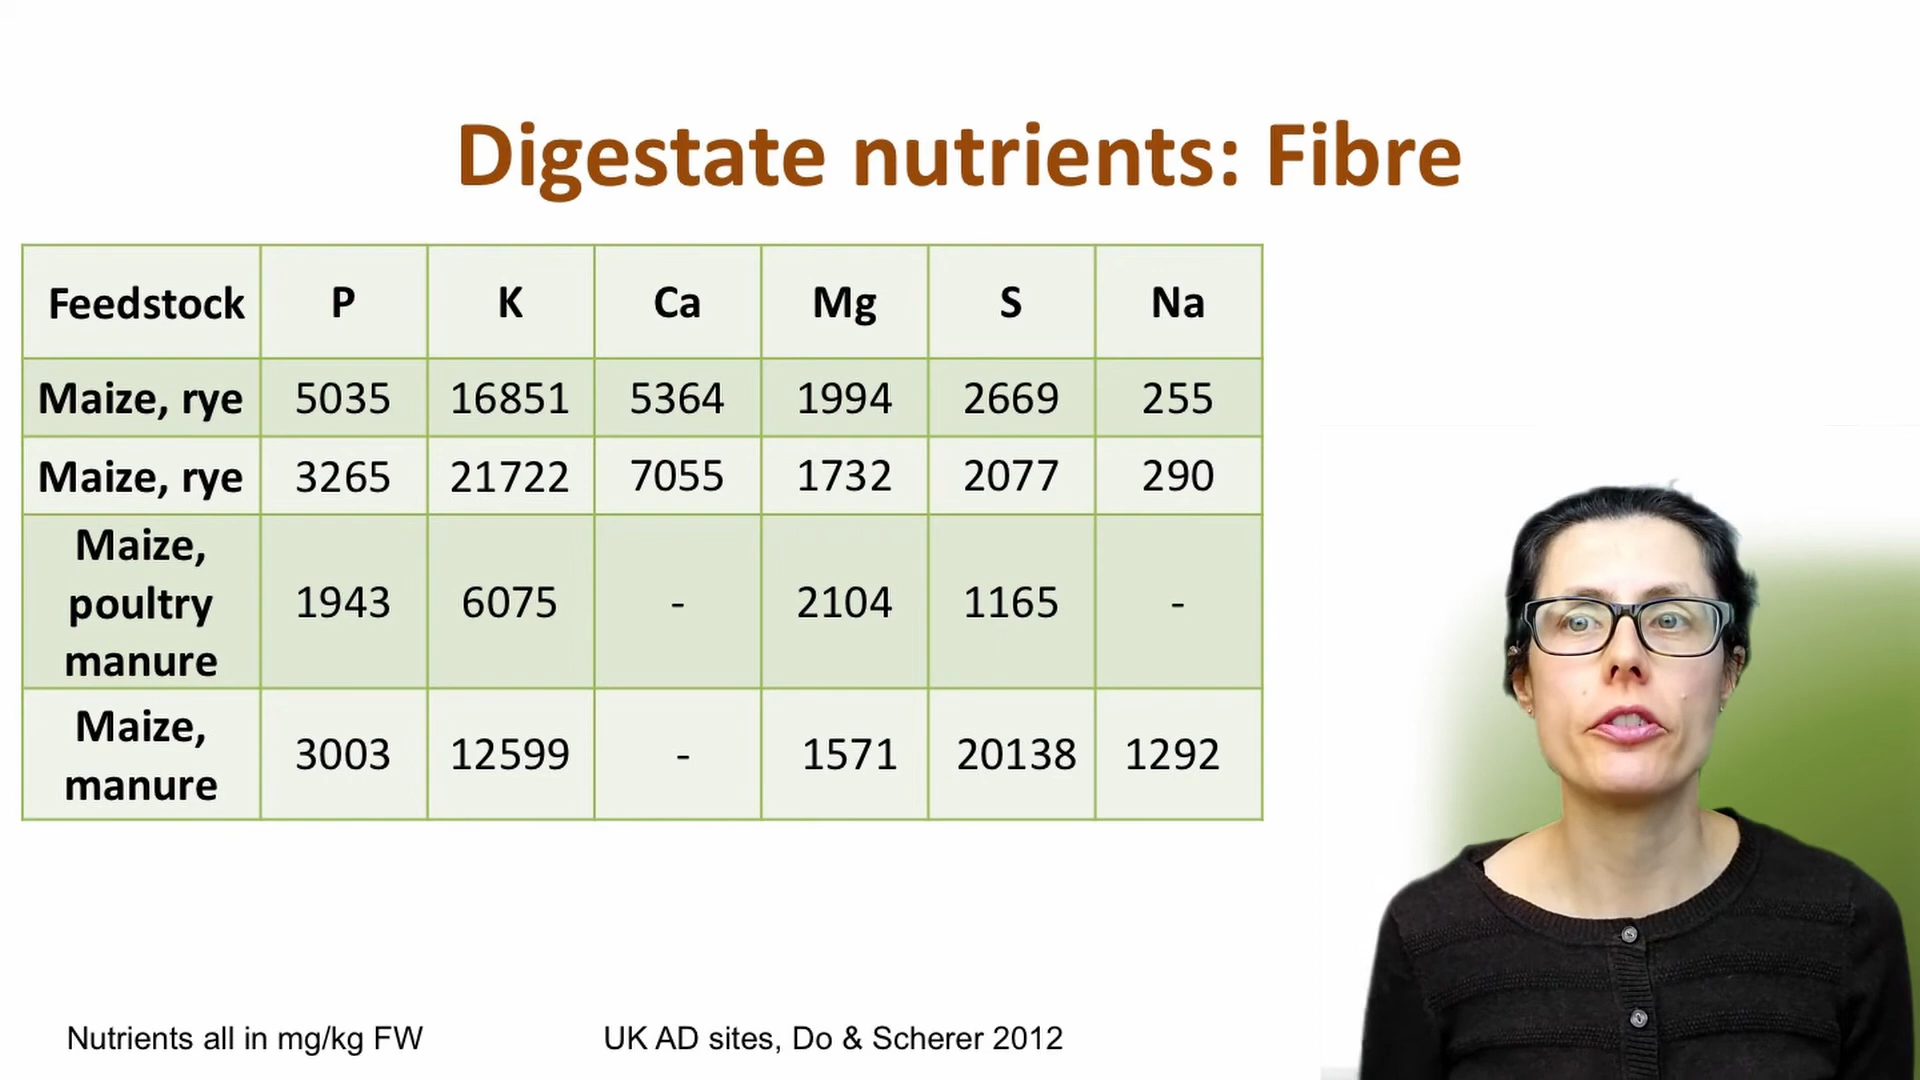 Digestate nutrients: Fibre
Feedstock P K Ca Mg S Na
Maize, rye 5035 16851 5364 1994 2669 255
Maize, rye 3265 21722 7055 1732 2077 290
Maize,
poultry
manure 1943 6075 - 2104 1165 -
Maize,
manure 3003 12599 - 1571 20138 1292
Nutrients all in mg/kg FW
UK AD sites, Do & Scherer 2012